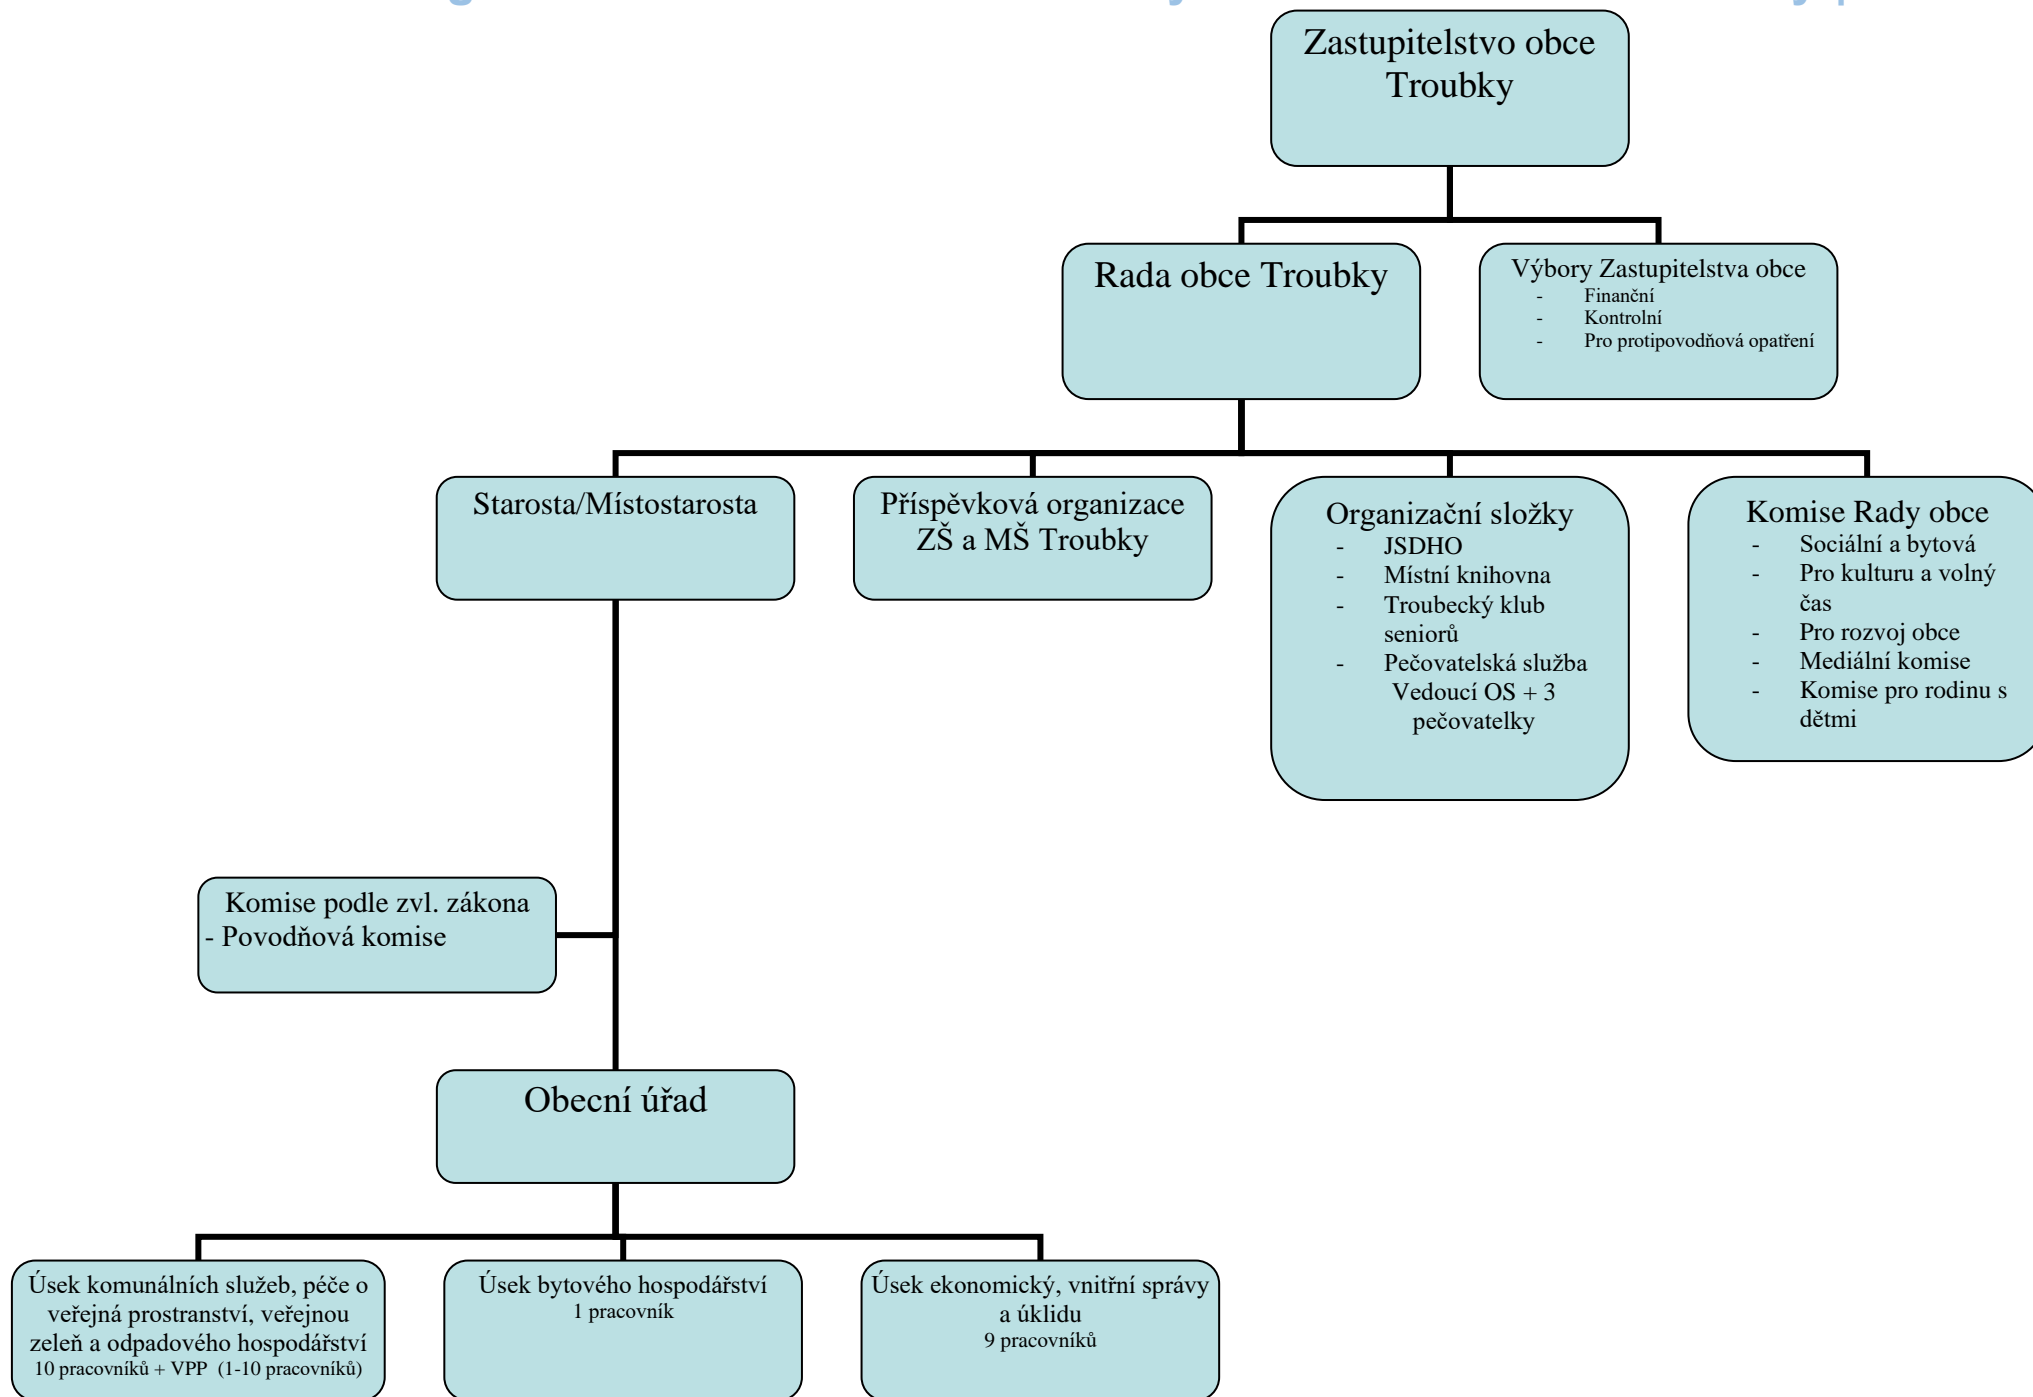 Zastupitelstvo obce
Troubky
Rada obce Troubky
Výbory Zastupitelstva obce
- Finanční
- Kontrolní
- Pro protipovodňová opatření
Starosta/Místostarosta
Příspěvková organizace
ZŠ a MŠ Troubky
Organizační složky
- JSDHO
- Místní knihovna
- Troubecký klub
seniorů
- Pečovatelská služba
Vedoucí OS + 3
pečovatelky
Komise Rady obce
- Sociální a bytová
- Pro kulturu a volný
čas
- Pro rozvoj obce
- Mediální komise
- Komise pro rodinu s
dětmi
Komise podle zvl. zákona
- Povodňová komise
Obecní úřad
Úsek komunálních služeb, péče o
veřejná prostranství, veřejnou
zeleň a odpadového hospodářství
10 pracovníků + VPP (1-10 pracovníků)
Úsek bytového hospodářství
1 pracovník
Úsek ekonomický, vnitřní správy
a úklidu
9 pracovníků